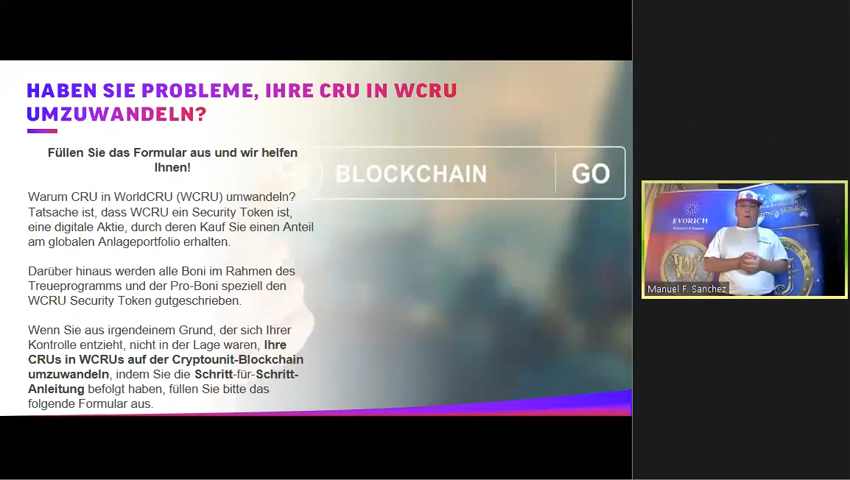 HABEN SIE PROBLEME, IHRE CRU IN WCRU
UMZUWANDELN?
Füllen Sie das Formular aus und wir helfen
Ihnen!
BLOCKCHAIN
GO
Warum CRU in WorldCRU (WCRU) umwandeln?
Tatsache ist, dass WCRU ein Security Token ist,
eine digitale Aktie, durch deren Kauf Sie einen Anteil
am globalen Anlageportfolio erhalten.
Darüber hinaus werden alle Boni im Rahmen des
Treueprogramms und der Pro-Boni speziell den
WCRU Security Token gutgeschrieben.
Wenn Sie aus irgendeinem Grund, der sich Ihrer
Kontrolle entzieht, nicht in der Lage waren, Ihre
CRUs in WCRUs auf der Cryptounit-Blockchain
umzuwandeln, indem Sie die Schritt-für-Schritt-
Anleitung befolgt haben, füllen Sie bitte das
folgende Formular aus.
EVORICH
Manuel F. Sanchez